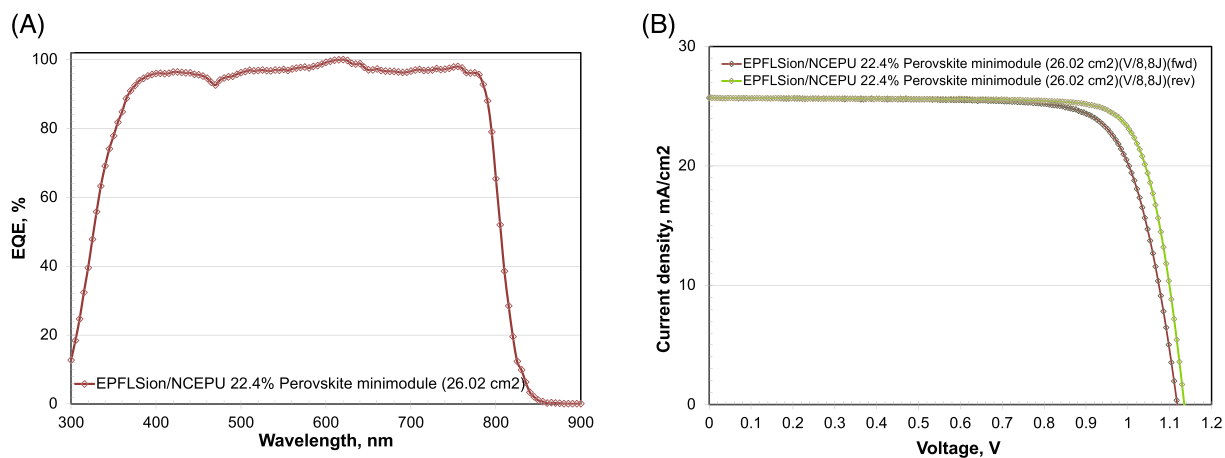 (A)
100
80
60
40
20
0
EQE, %
EPFLSion/NCEPU 22.4% Perovskite minimodule (26.02 cm2)
300 400 500 600 700 800 900
Wavelength, nm
(B)
30
20
10
0
Current density, mA/cm2
EPFLSion/NCEPU 22.4% Perovskite minimodule (26.02 cm2)(V/8,8J)(fwd)
EPFLSion/NCEPU 22.4% Perovskite minimodule (26.02 cm2)(V/8,8J)(rev)
0 0.1 0.2 0.3 0.4 0.5 0.6 0.7 0.8 0.9 1 1.1 1.2
Voltage, V